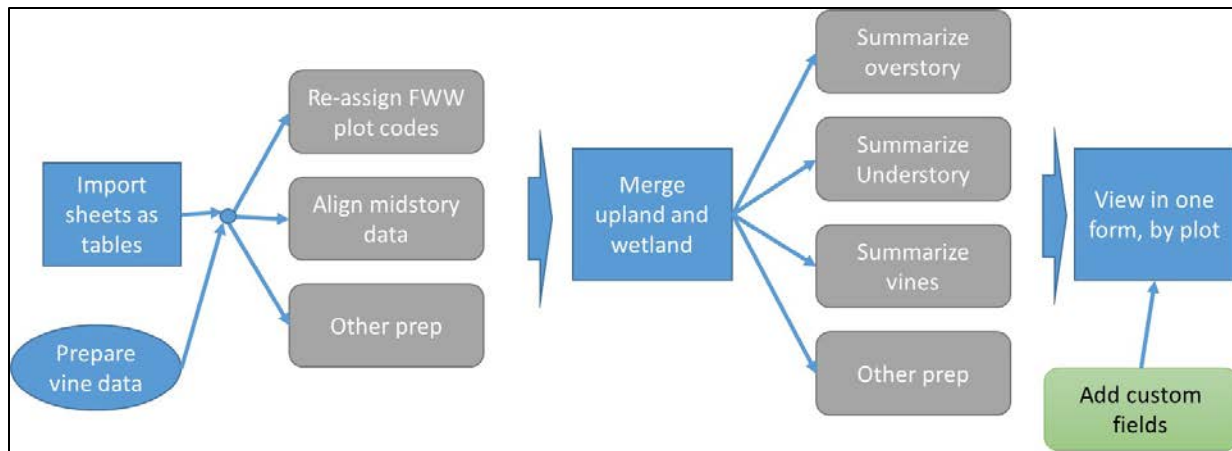 Import
sheets as
tables
Prepare
vine data
Re-assign FWW
plot codes
Align midstory
data
Other prep
Merge
upland and
wetland
Summarize
overstory
Summarize
Understory
Summarize
vines
Other prep
View in one
form, by plot
Add custom
fields